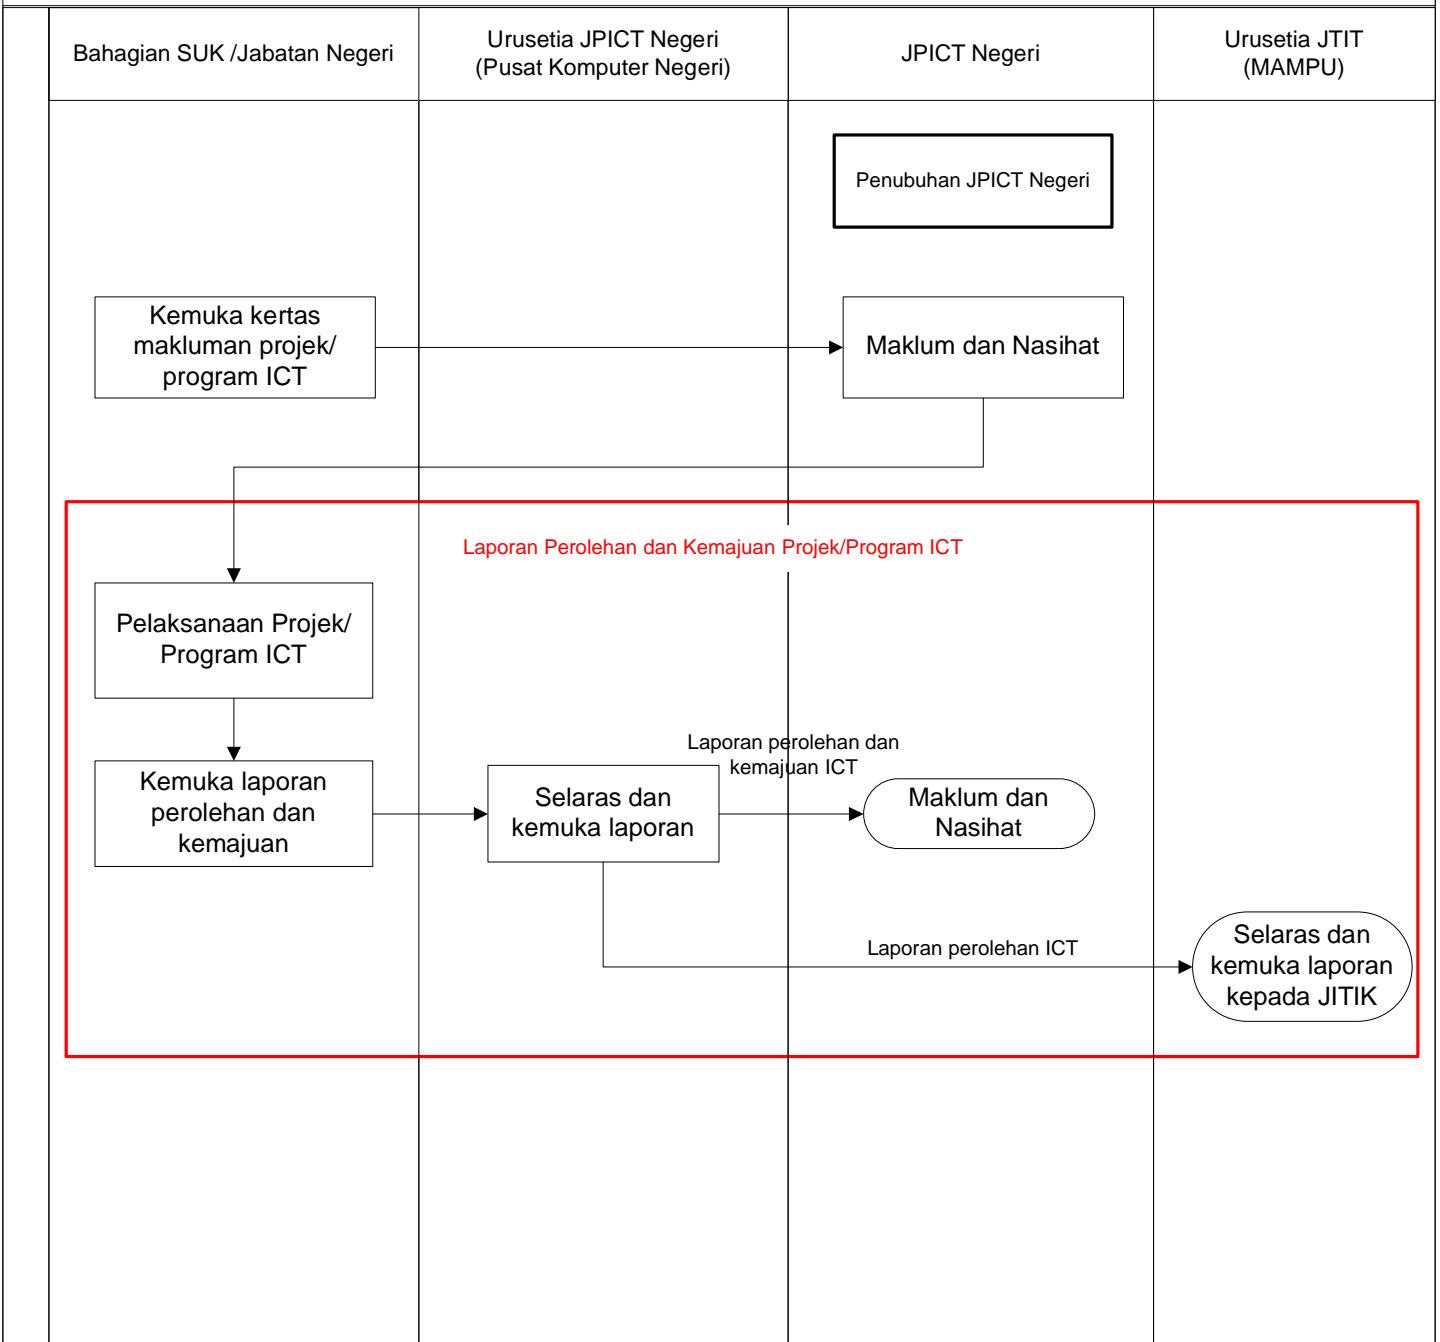 Bahagian SUK /Jabatan Negeri
Urusetia JPICT Negeri
(Pusat Komputer Negeri)
JPICT Negeri
Urusetia JTIT
(MAMPU)
Penubuhan JPICT Negeri
Kemuka kertas
makluman projek/
program ICT
Maklum dan Nasihat
Laporan Perolehan dan Kemajuan Projek/Program ICT
Pelaksanaan Projek/
Program ICT
Kemuka laporan
perolehan dan
kemajuan
Selaras dan
kemuka laporan
Laporan perolehan dan
kemajuan ICT
Maklum dan
Nasihat
Laporan perolehan ICT
Selaras dan
kemuka laporan
kepada JITIK